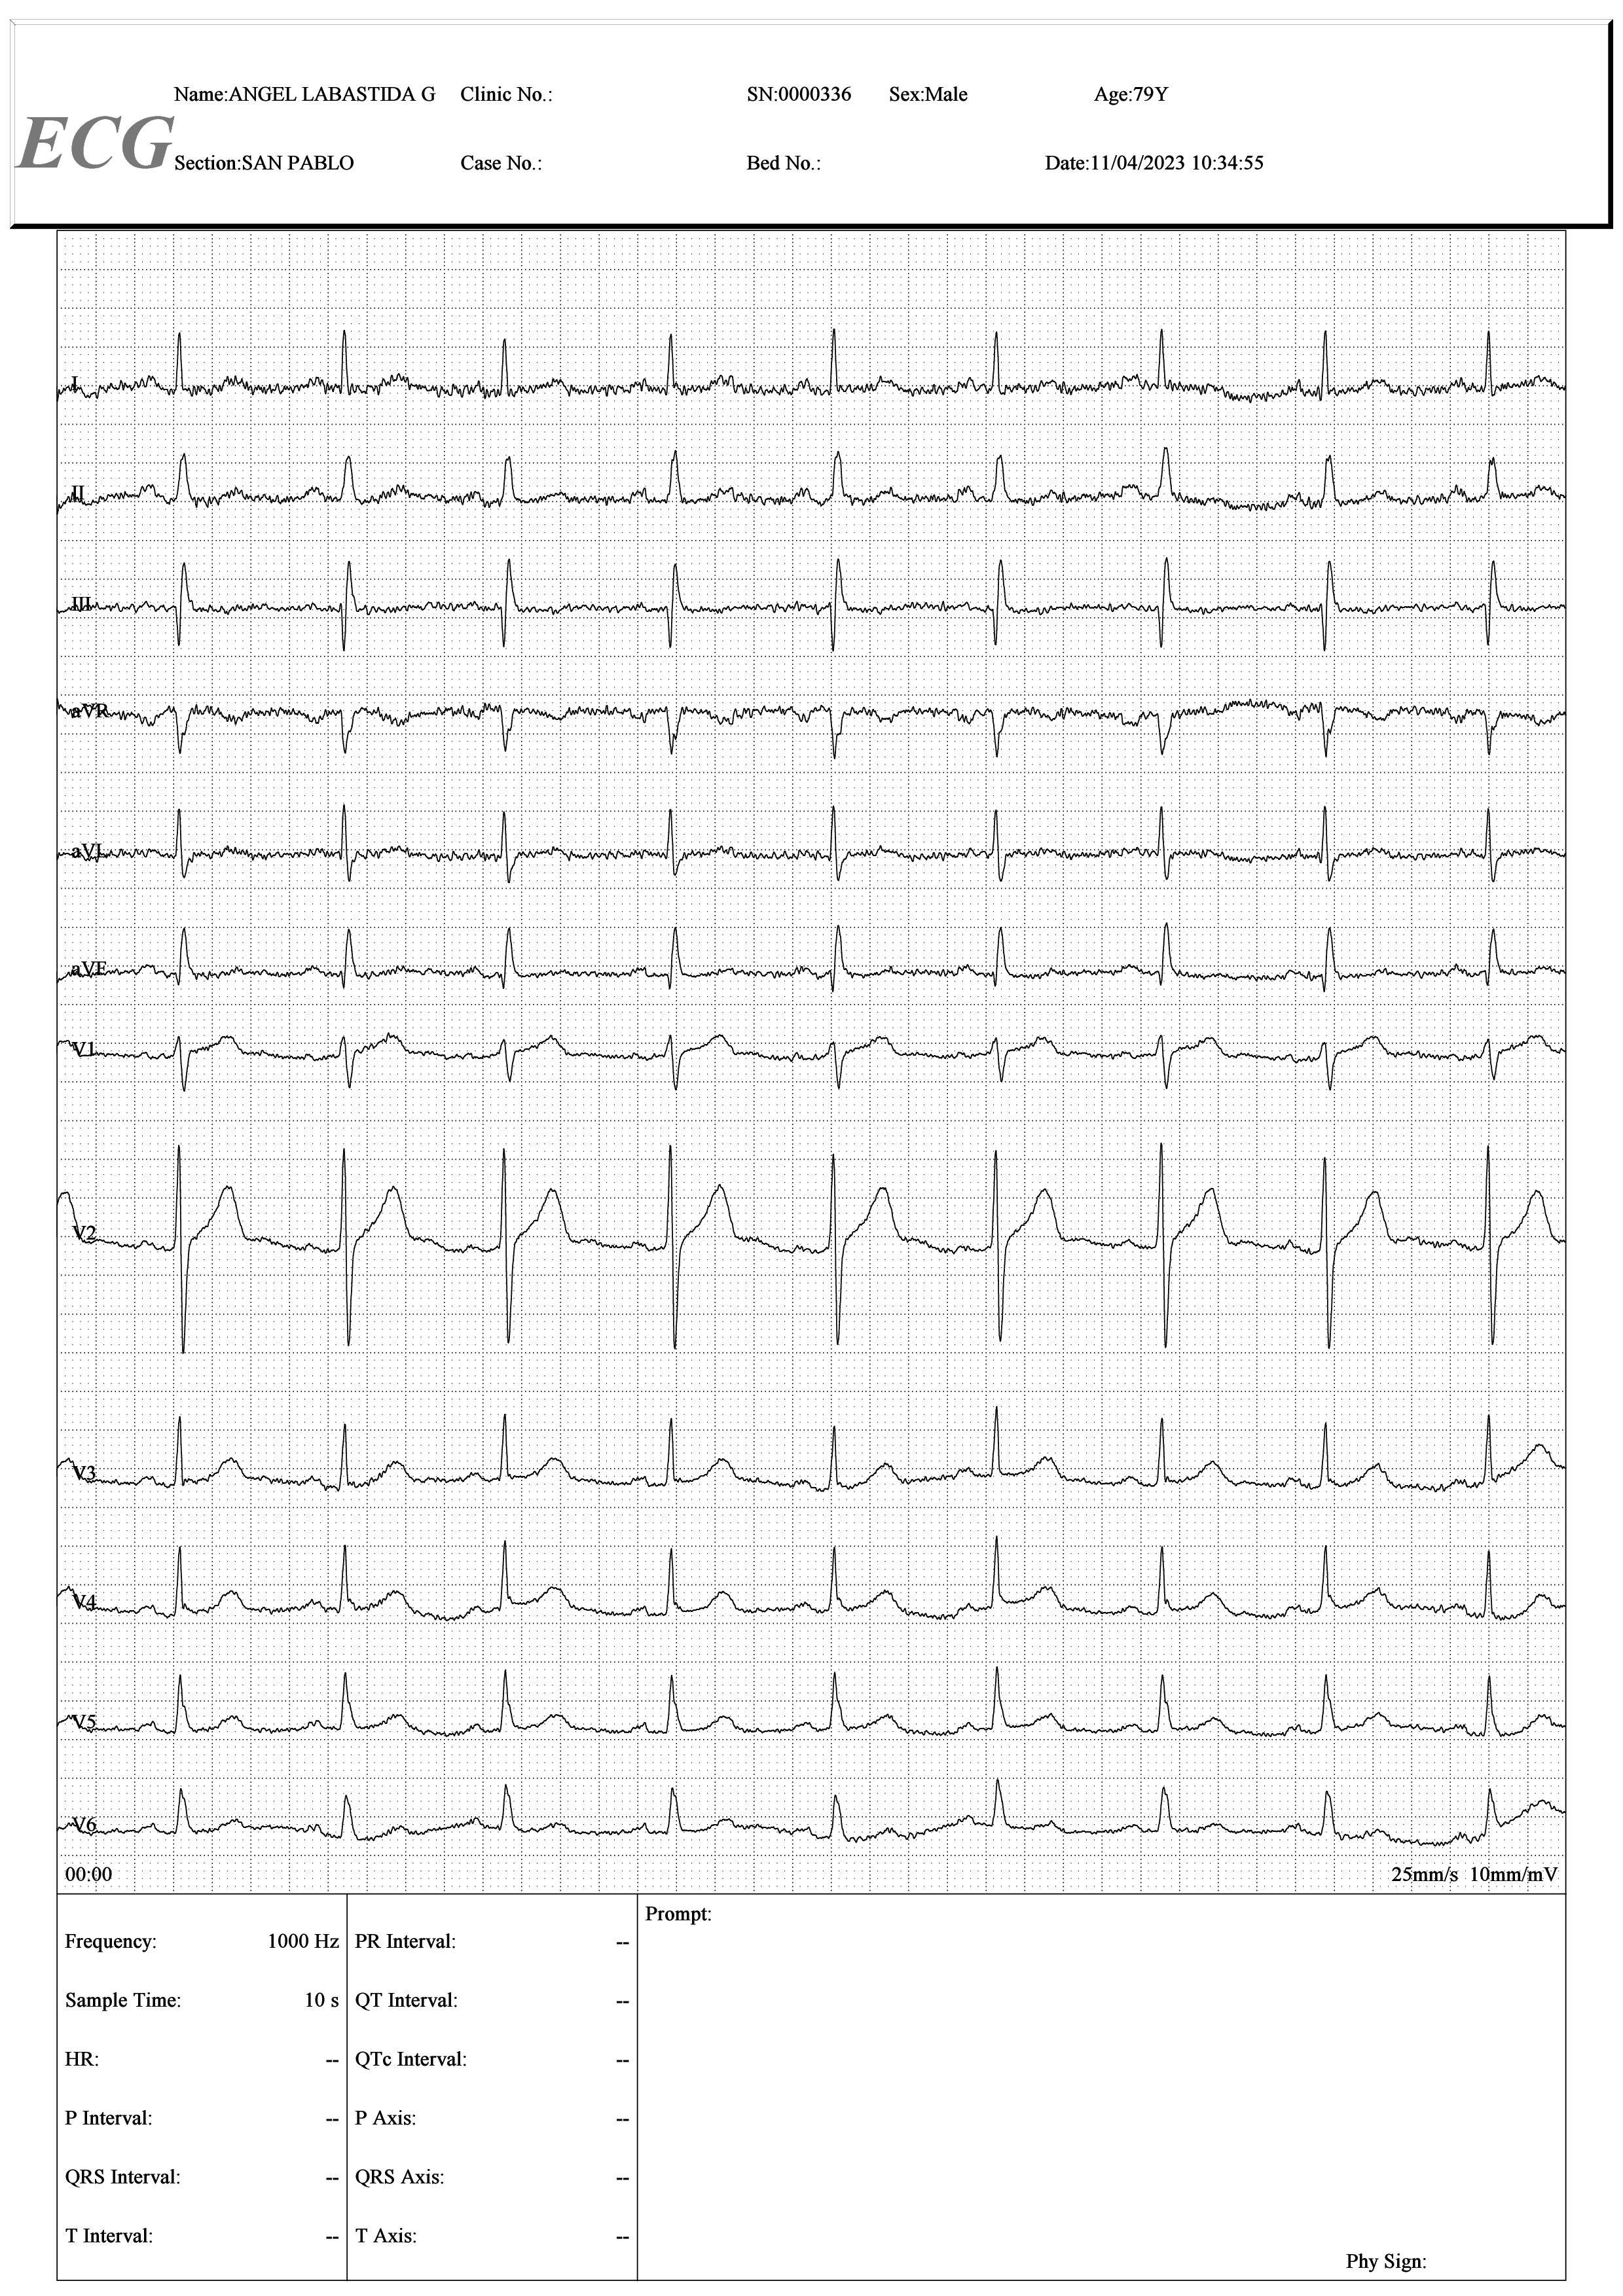 ECG
Name:ANGEL LABASTIDA G Clinic No.: SN:0000336 Sex:Male Age:79Y
Section:SAN PABLO Case No.: Bed No.: Date:11/04/2023 10:34:55
I
II
III
aVR
aVL
aVF
V1
V2
V3
V4
V5
V6
00:00 25mm/s 10mm/mV
Frequency: 1000 Hz PR Interval: -- Prompt:
Sample Time: 10 s QT Interval: --
HR: -- QTc Interval: --
P Interval: -- P Axis: --
QRS Interval: -- QRS Axis: --
T Interval: -- T Axis: --
Phy Sign: